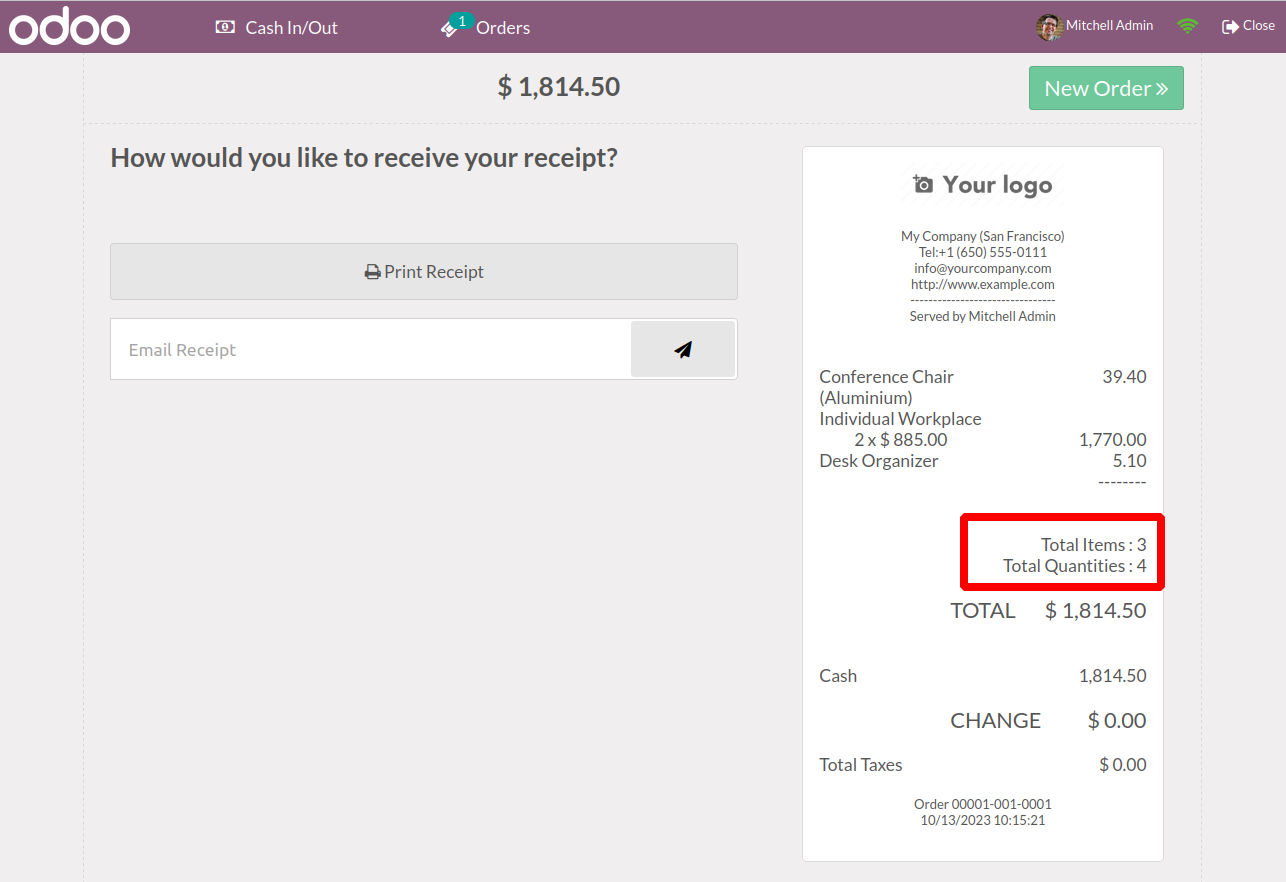 odoo Cash In/Out 1 Orders Mitchell Admin Close
$ 1,814.50 New Order
How would you like to receive your receipt?
Print Receipt
Email Receipt
Your logo
My Company (San Francisco)
Tel:+1 (650) 555-0111
info@yourcompany.com
http://www.example.com
--------------------------------
Served by Mitchell Admin
Conference Chair 39.40
(Aluminium)
Individual Workplace
2 x $ 885.00 1,770.00
Desk Organizer 5.10
--------
Total Items : 3
Total Quantities : 4
TOTAL $ 1,814.50
Cash 1,814.50
CHANGE $ 0.00
Total Taxes $ 0.00
Order 00001-001-0001
10/13/2023 10:15:21